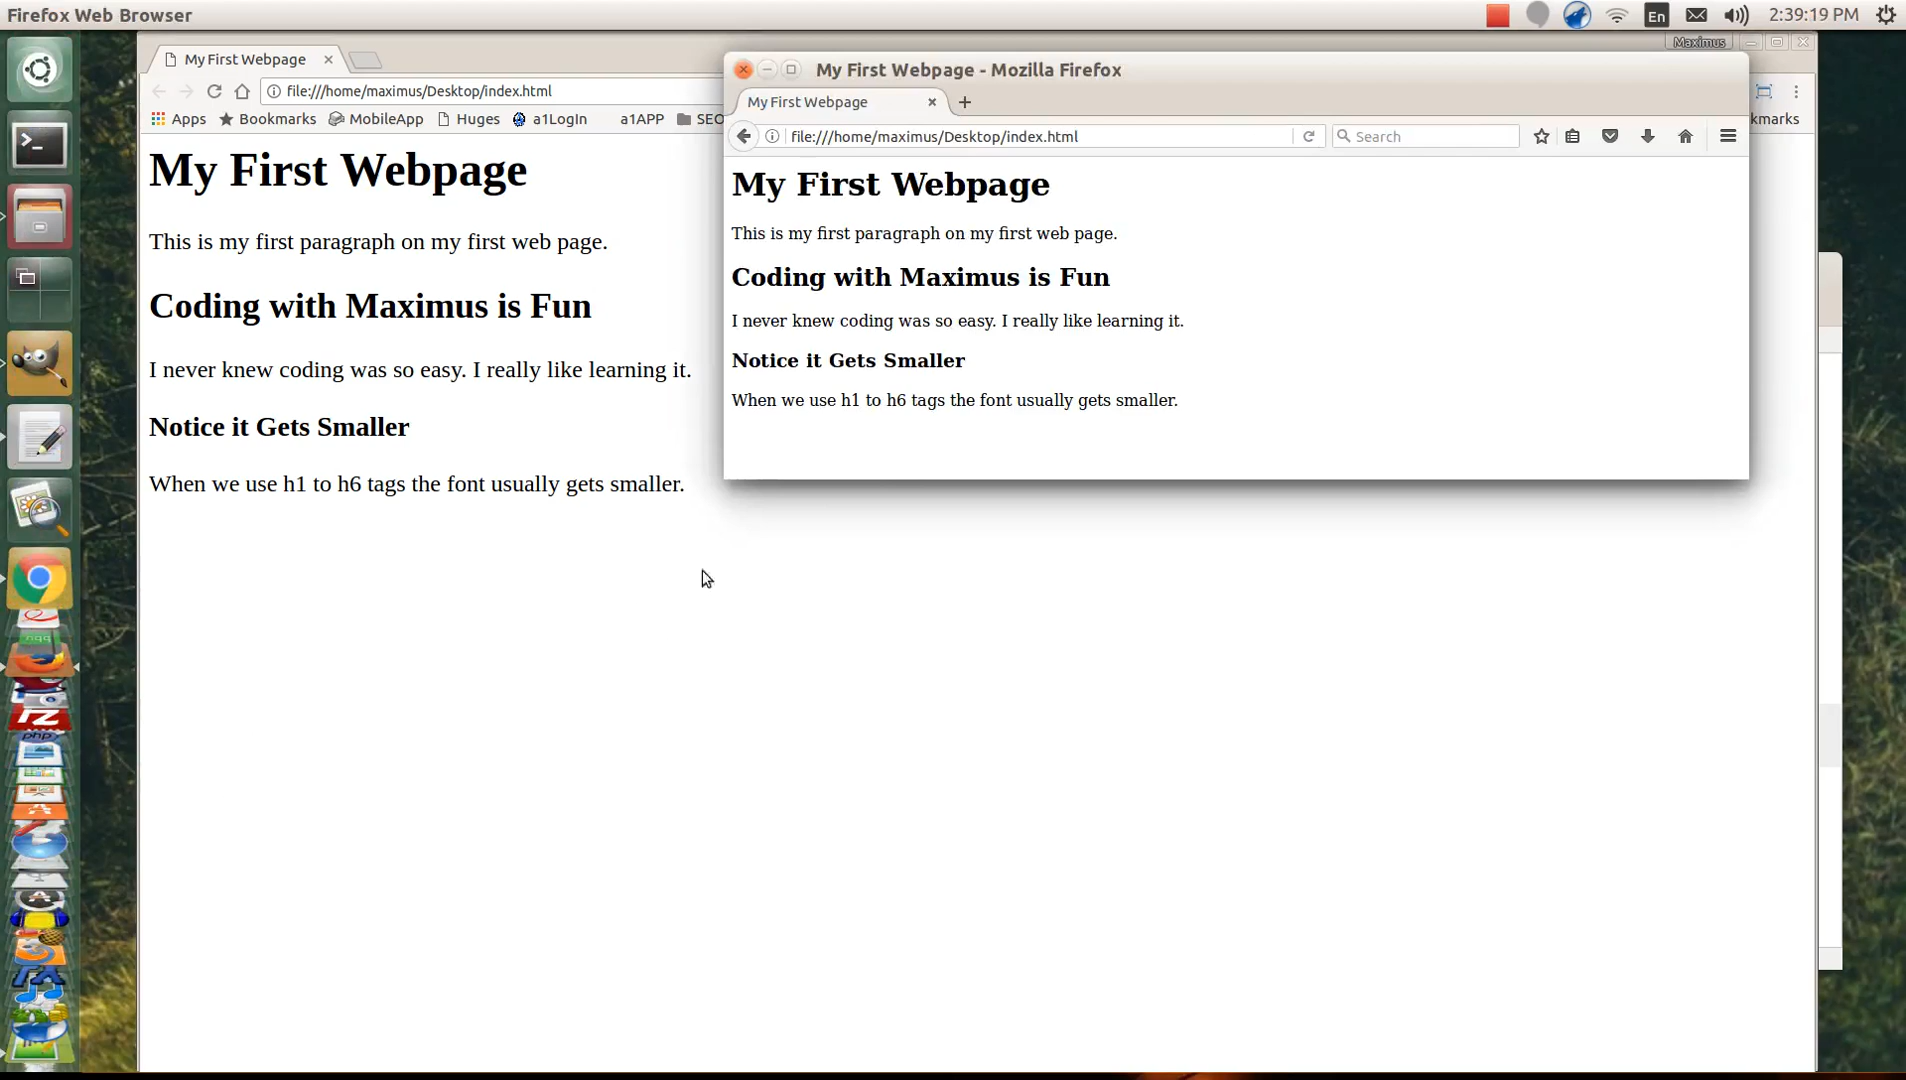 Firefox Web Browser
En
2:39:19 PM
Maximus
My First Webpage
file:///home/maximus/Desktop/index.html
Apps
Bookmarks
MobileApp
Huges
a1LogIn
a1APP
SEO
kmarks
My First Webpage
This is my first paragraph on my first web page.
Coding with Maximus is Fun
I never knew coding was so easy. I really like learning it.
Notice it Gets Smaller
When we use h1 to h6 tags the font usually gets smaller.
My First Webpage - Mozilla Firefox
My First Webpage
file:///home/maximus/Desktop/index.html
Search
My First Webpage
This is my first paragraph on my first web page.
Coding with Maximus is Fun
I never knew coding was so easy. I really like learning it.
Notice it Gets Smaller
When we use h1 to h6 tags the font usually gets smaller.
php